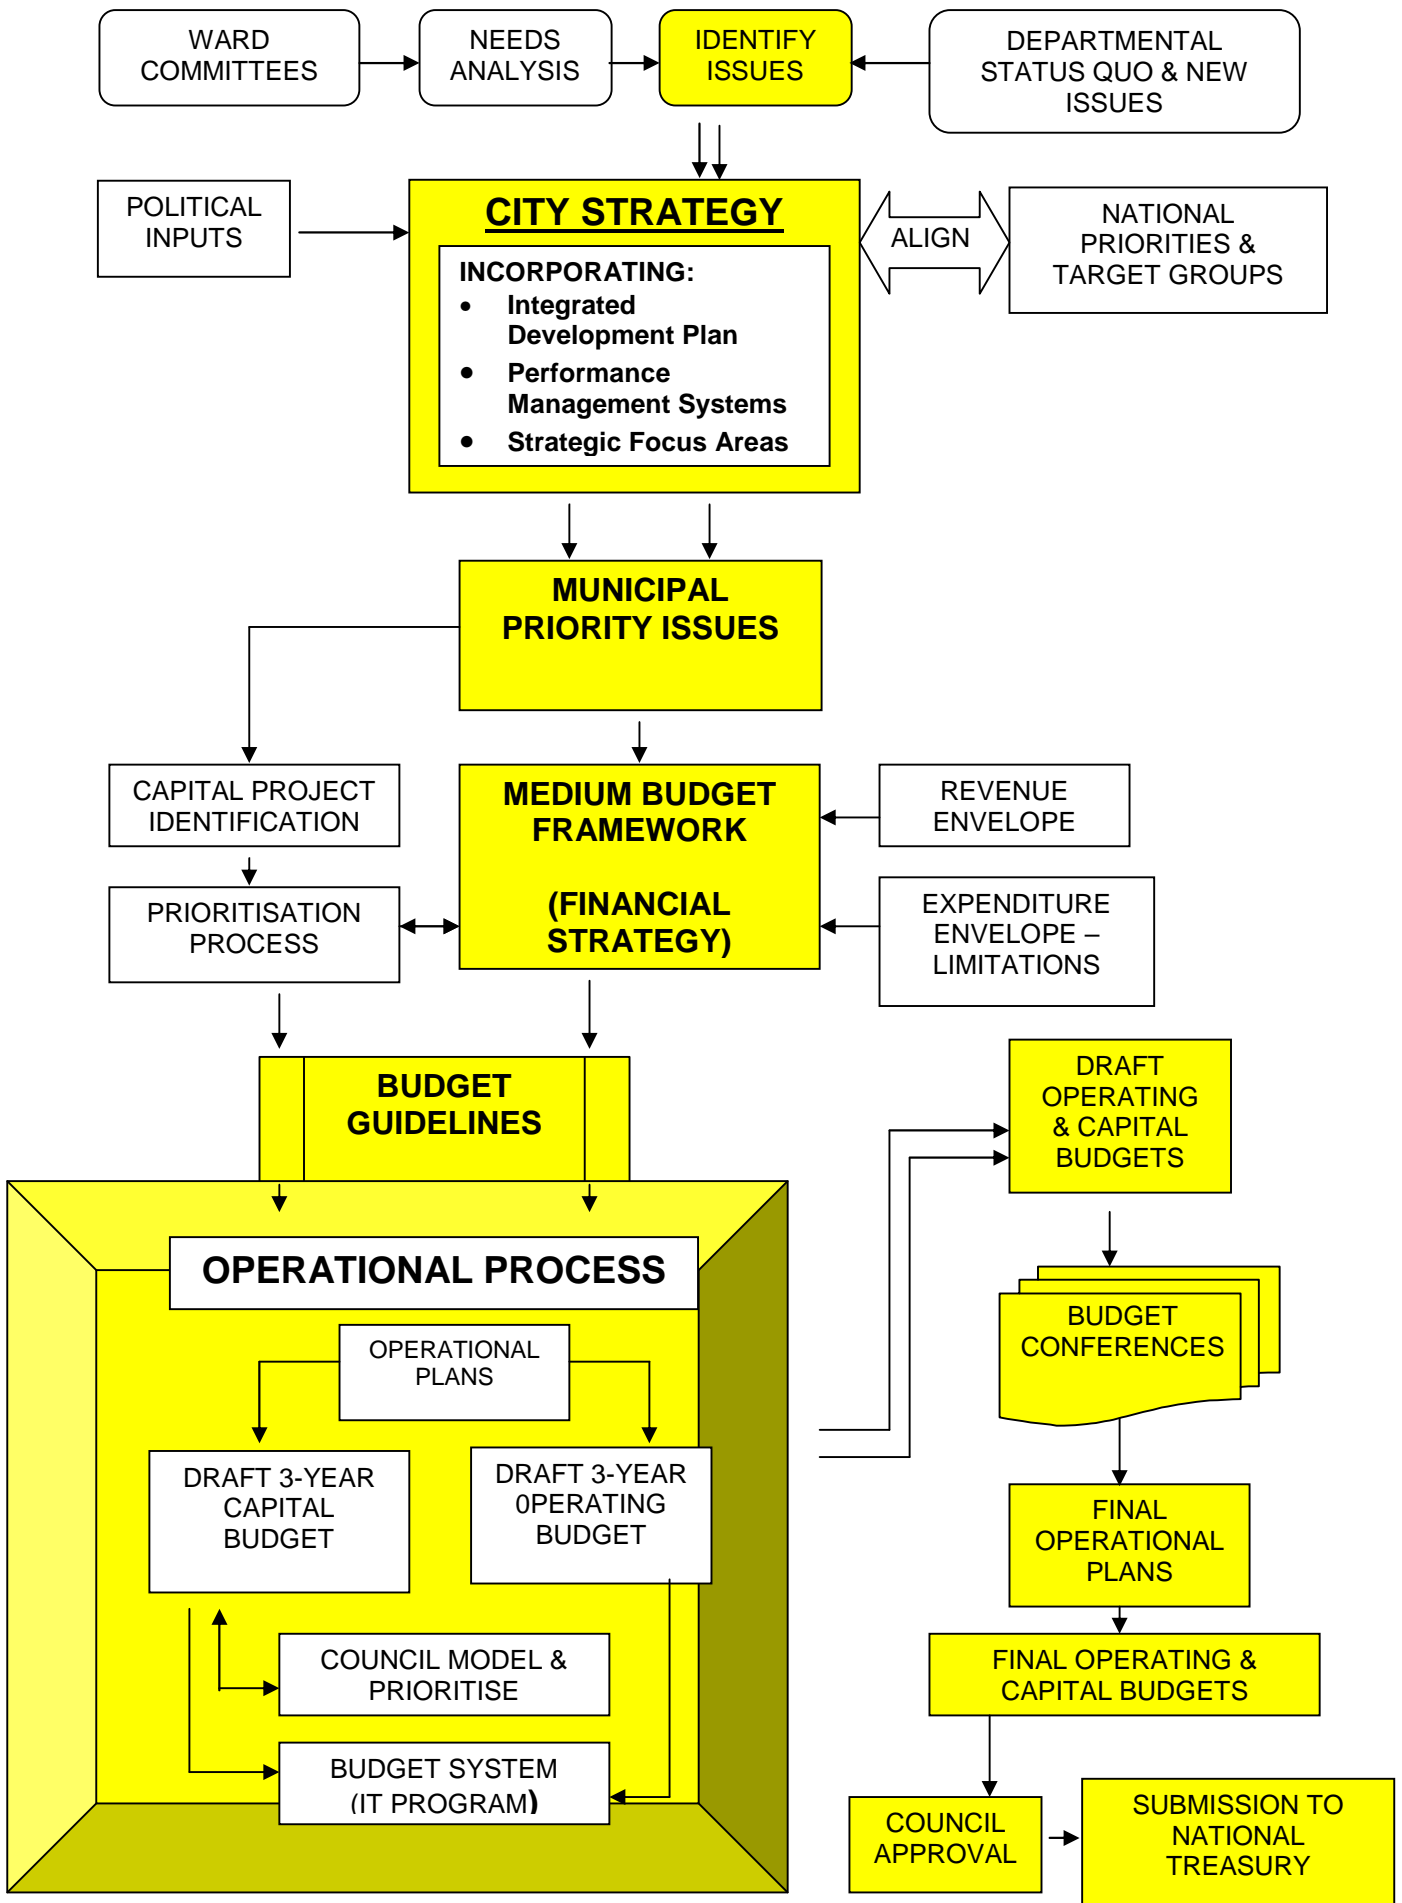 WARD
COMMITTEES
NEEDS
ANALYSIS
IDENTIFY
ISSUES
DEPARTMENTAL
STATUS QUO & NEW
ISSUES
POLITICAL
INPUTS
CITY STRATEGY
INCORPORATING:
• Integrated
Development Plan
• Performance
Management Systems
• Strategic Focus Areas
ALIGN
NATIONAL
PRIORITIES &
TARGET GROUPS
MUNICIPAL
PRIORITY ISSUES
CAPITAL PROJECT
IDENTIFICATION
MEDIUM BUDGET
FRAMEWORK
(FINANCIAL
STRATEGY)
REVENUE
ENVELOPE
PRIORITISATION
PROCESS
EXPENDITURE
ENVELOPE –
LIMITATIONS
BUDGET
GUIDELINES
DRAFT
OPERATING
& CAPITAL
BUDGETS
OPERATIONAL PROCESS
OPERATIONAL
PLANS
BUDGET
CONFERENCES
DRAFT 3-YEAR
CAPITAL
BUDGET
DRAFT 3-YEAR
0PERATING
BUDGET
FINAL
OPERATIONAL
PLANS
COUNCIL MODEL &
PRIORITISE
FINAL OPERATING &
CAPITAL BUDGETS
BUDGET SYSTEM
(IT PROGRAM)
COUNCIL
APPROVAL
SUBMISSION TO
NATIONAL
TREASURY